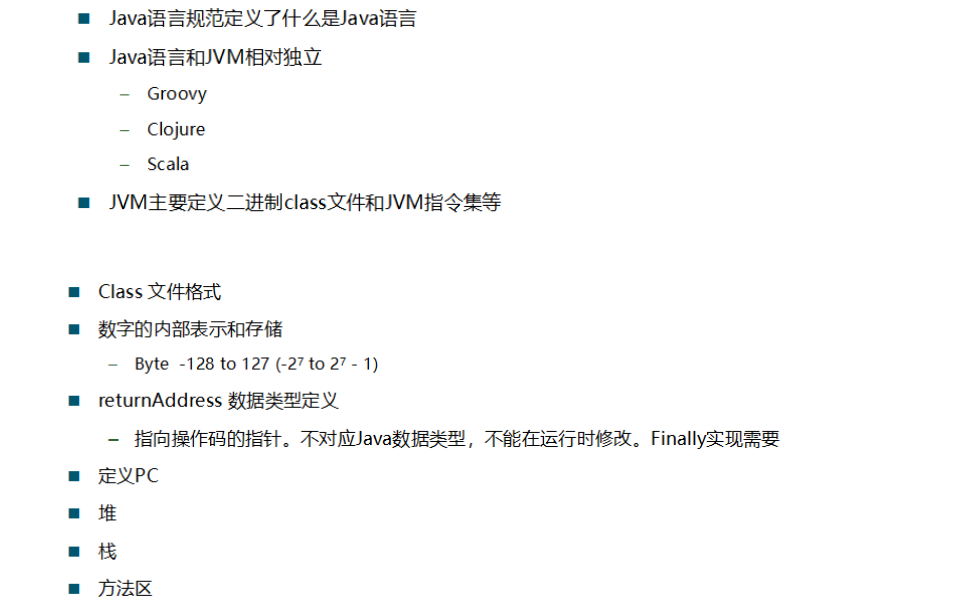 ■ Java语言规范定义了什么是Java语言
■ Java语言和JVM相对独立
– Groovy
– Clojure
– Scala
■ JVM主要定义二进制class文件和JVM指令集等
■ Class 文件格式
■ 数字的内部表示和存储
– Byte -128 to 127 (-2⁷ to 2⁷ - 1)
■ returnAddress 数据类型定义
– 指向操作码的指针。不对应Java数据类型，不能在运行时修改。Finally实现需要
■ 定义PC
■ 堆
■ 栈
■ 方法区